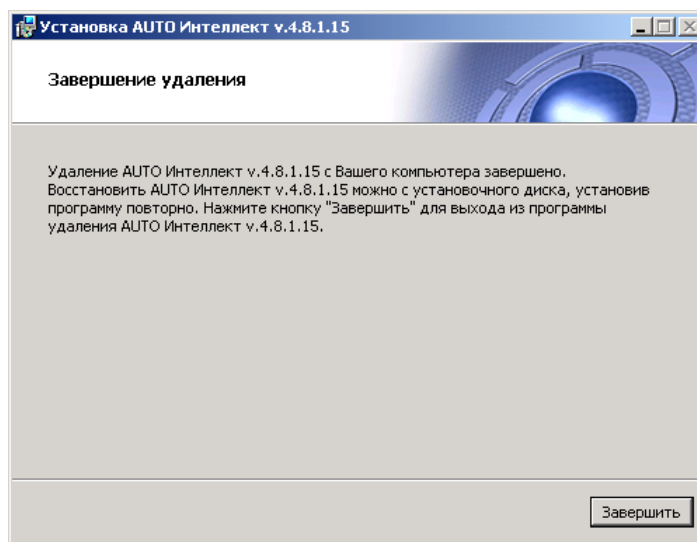 Установка AUTO Интеллект v.4.8.1.15
Завершение удаления
Удаление AUTO Интеллект v.4.8.1.15 с Вашего компьютера завершено.
Восстановить AUTO Интеллект v.4.8.1.15 можно с установочного диска, установив
программу повторно. Нажмите кнопку "Завершить" для выхода из программы
удаления AUTO Интеллект v.4.8.1.15.
Завершить